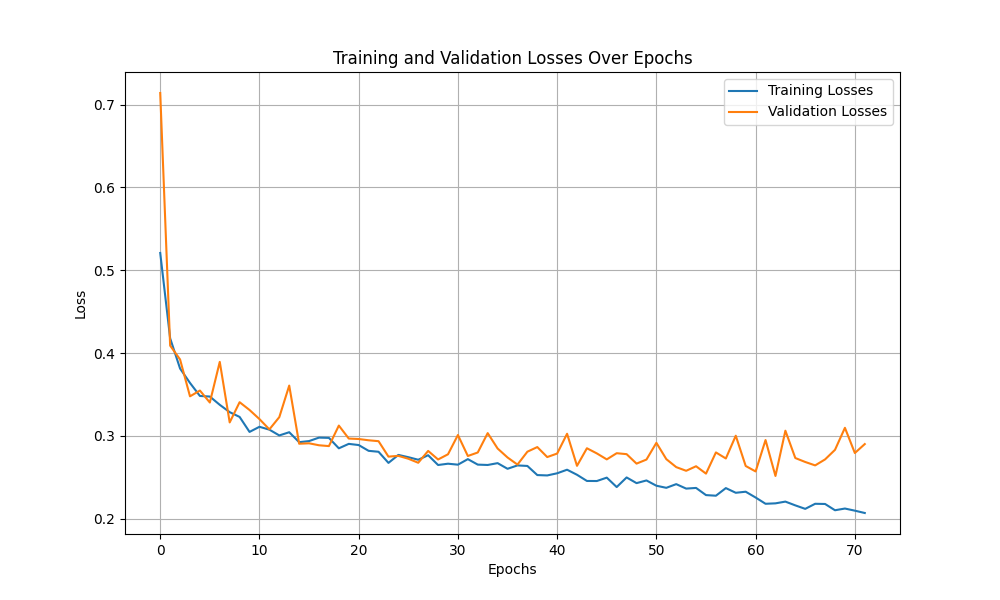 Training and Validation Losses Over Epochs
Training Losses
Validation Losses
0.7
0.6
0.5
0.4
0.3
0.2
Loss
0 10 20 30 40 50 60 70
Epochs